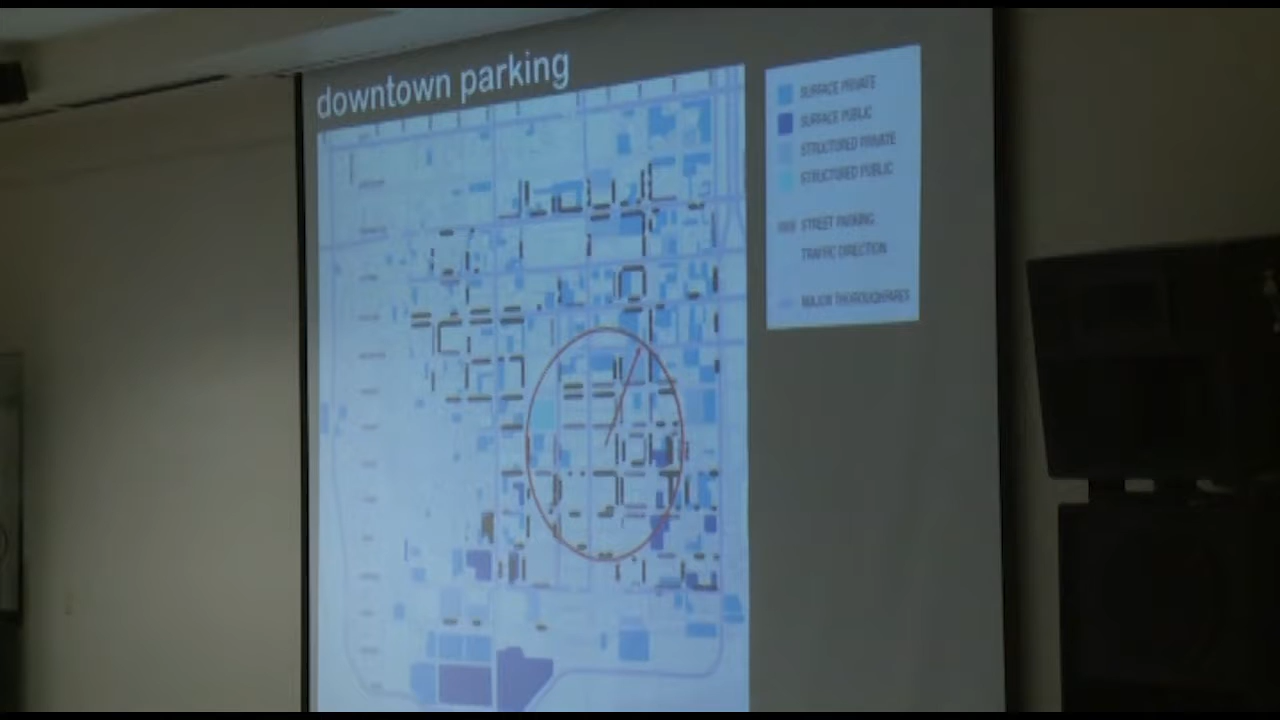 downtown parking
SURFACE PRIVATE
SURFACE PUBLIC
STRUCTURED PRIVATE
STRUCTURED PUBLIC
STREET PARKING
TRAFFIC DIRECTION
MAJOR THOROUGHFARES